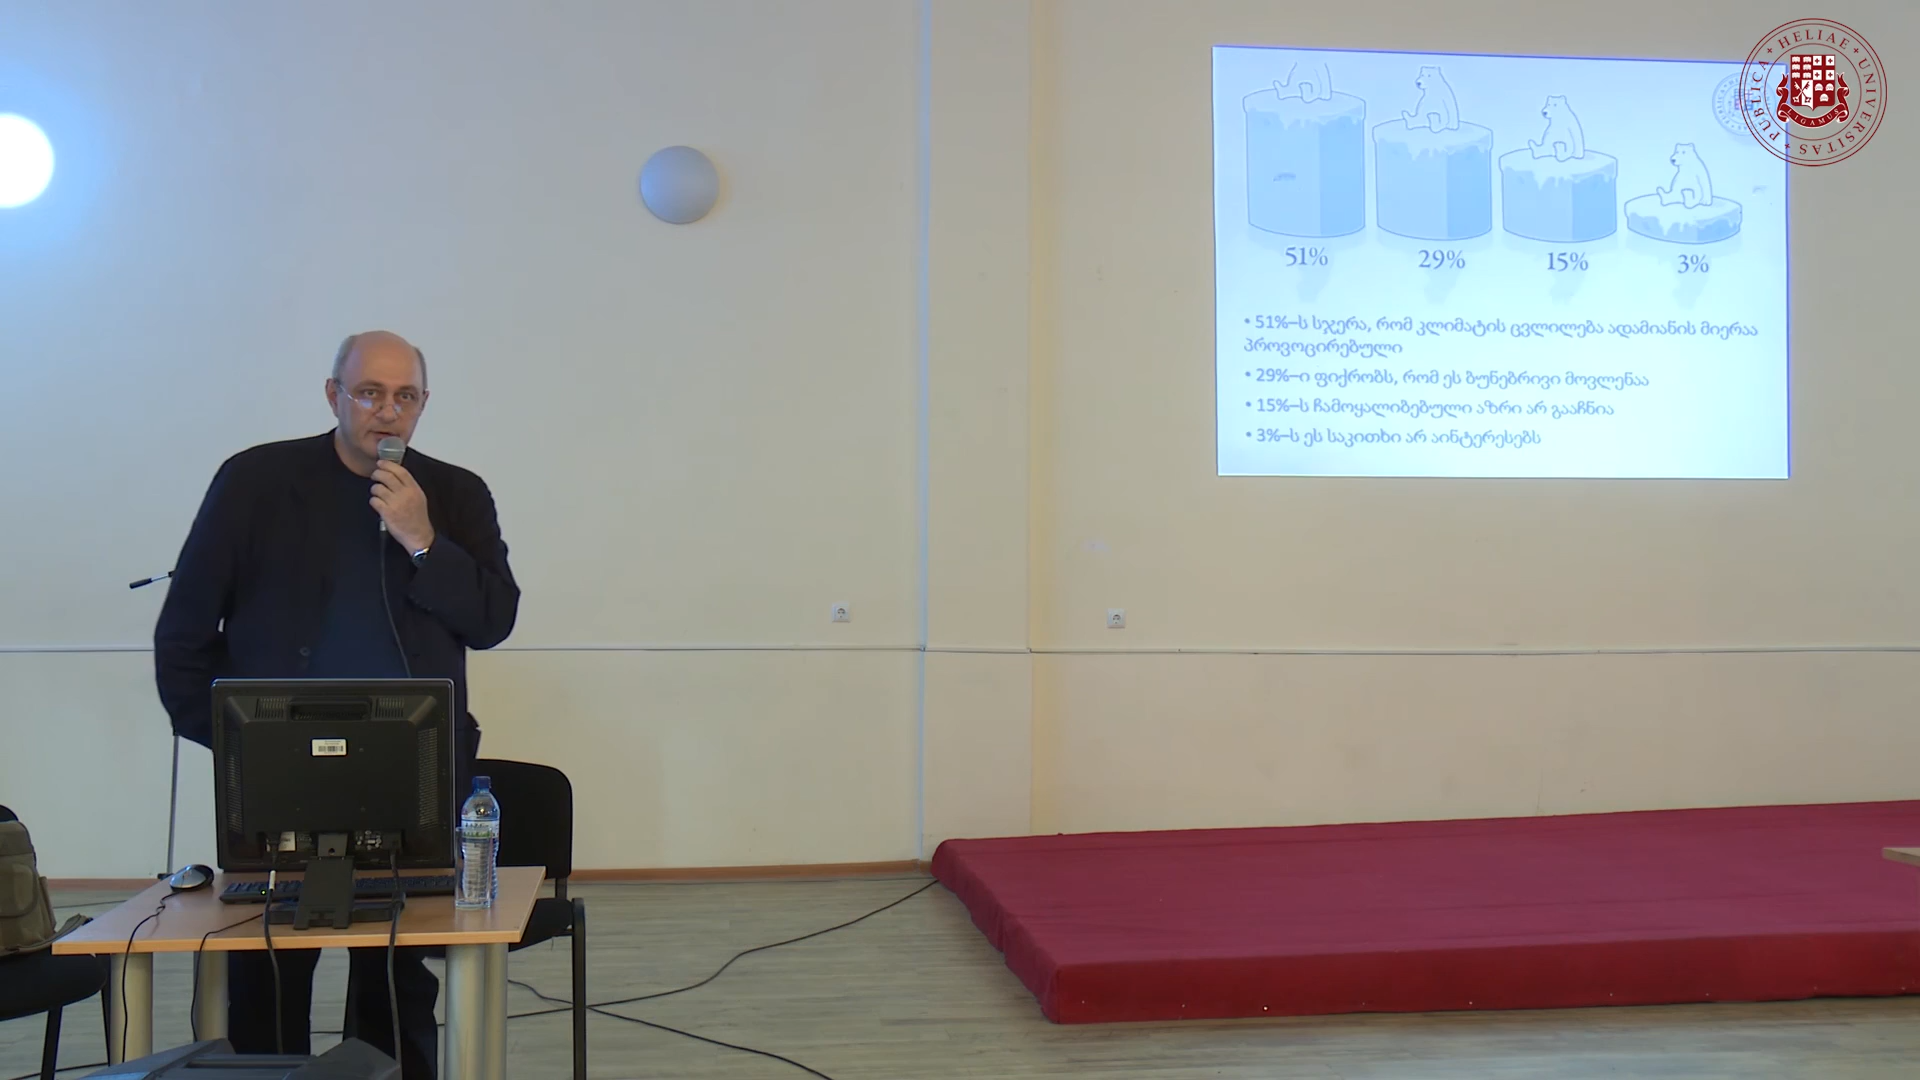 51% 29% 15% 3%
• 51%–ს სჯერა, რომ კლიმატის ცვლილება ადამიანის მიერაა
პროვოცირებული
• 29%–ი ფიქრობს, რომ ეს ბუნებრივი მოვლენაა
• 15%–ს ჩამოყალიბებული აზრი არ გააჩნია
• 3%–ს ეს საკითხი არ აინტერესებს
PUBLICA • HELIAE • UNIVERSITAS
LIGAMUS